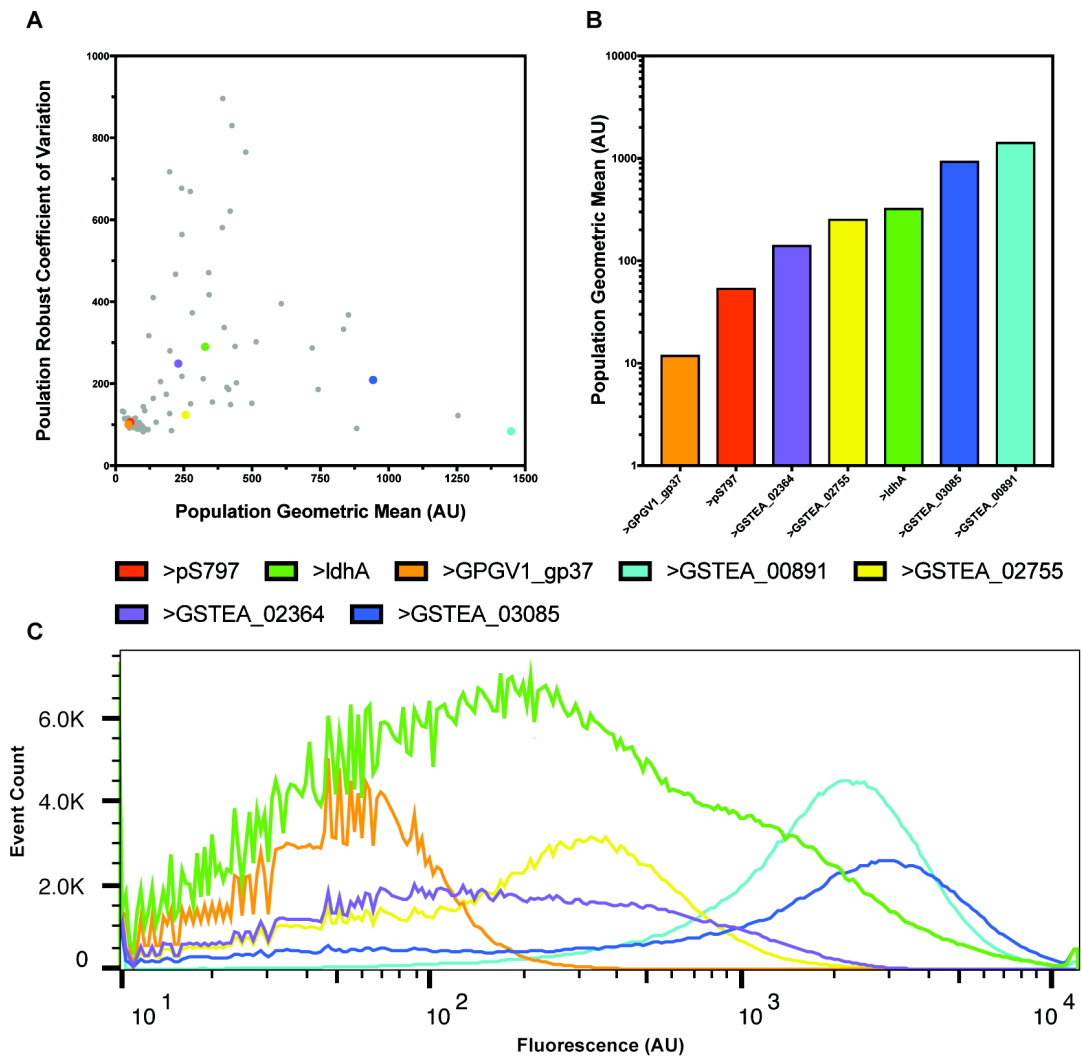 A
Poulation Robust Coefficient of Variation
1000
800
600
400
200
0
0 250 500 750 1000 1250 1500
Population Geometric Mean (AU)
B
Population Geometric Mean (AU)
10000
1000
100
10
1
>GPGV1_gp37
>pS797
>GSTEA_02364
>GSTEA_02755
>ldhA
>GSTEA_03085
>GSTEA_00891
>pS797 >ldhA >GPGV1_gp37 >GSTEA_00891 >GSTEA_02755
>GSTEA_02364 >GSTEA_03085
C
Event Count
6.0K
4.0K
2.0K
0
10 1 10 2 10 3 10 4
Fluorescence (AU)